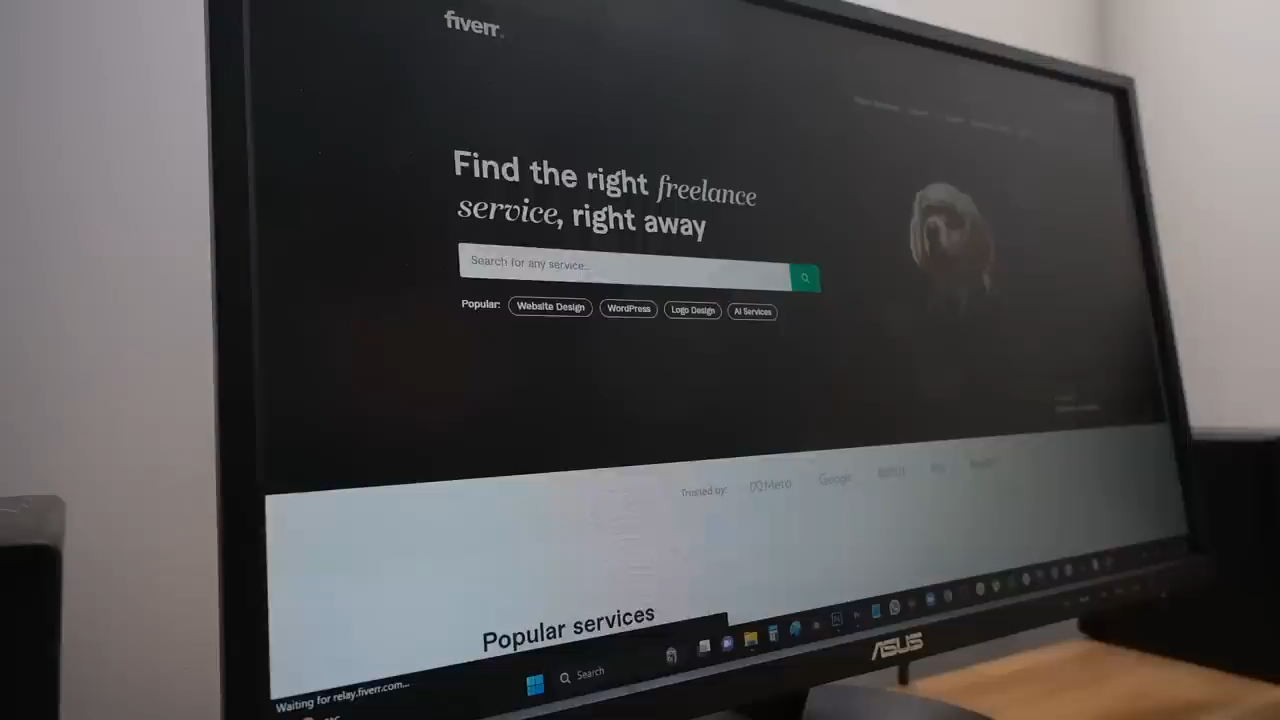 fiverr.
Find the right freelance
service, right away
Search for any service...
Popular: Website Design WordPress Logo Design AI Services
Trusted by: Meta Google
Popular services
Waiting for relay.fiverr.com...
Search
ASUS